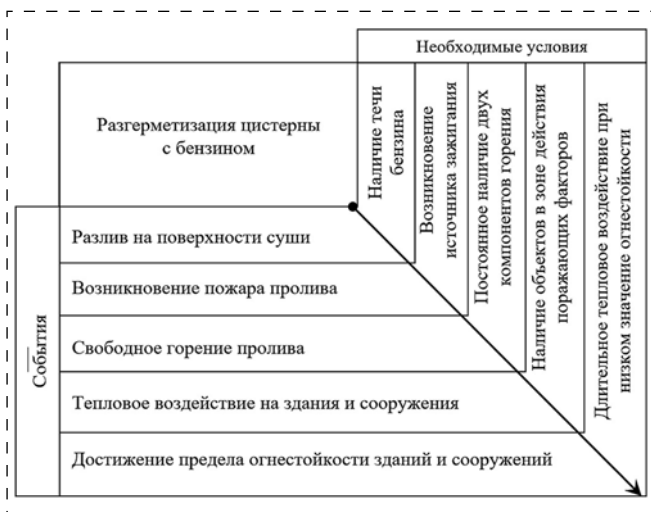 Необходимые условия
Разгерметизация цистерны
с бензином
Наличие течи
бензина
Возникновение
источника зажигания
Постоянное наличие двух
компонентов горения
Наличие объектов в зоне действия
поражающих факторов
Длительное тепловое воздействие при
низком значение огнестойкости
События
Разлив на поверхности суши
Возникновение пожара пролива
Свободное горение пролива
Тепловое воздействие на здания и сооружения
Достижение предела огнестойкости зданий и сооружений